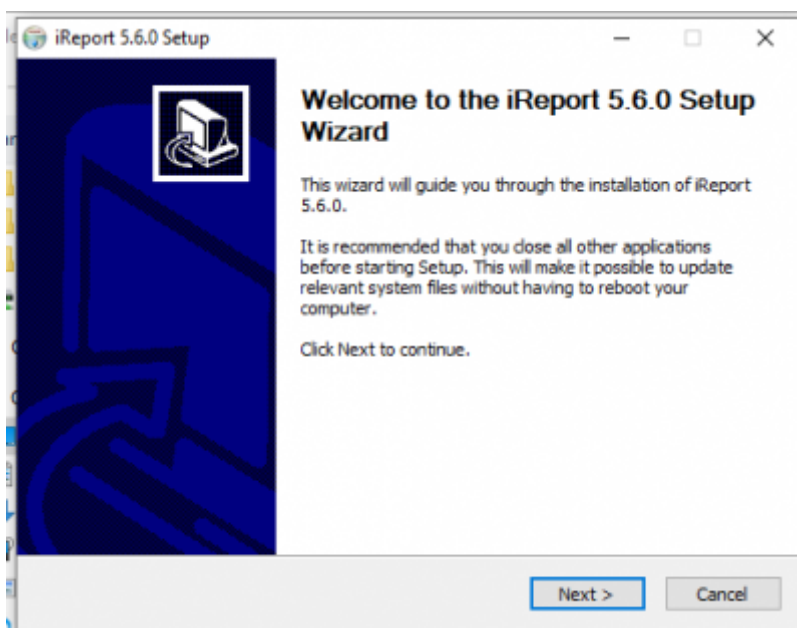 iReport 5.6.0 Setup
Welcome to the iReport 5.6.0 Setup
Wizard
This wizard will guide you through the installation of iReport
5.6.0.
It is recommended that you close all other applications
before starting Setup. This will make it possible to update
relevant system files without having to reboot your
computer.
Click Next to continue.
Next >
Cancel